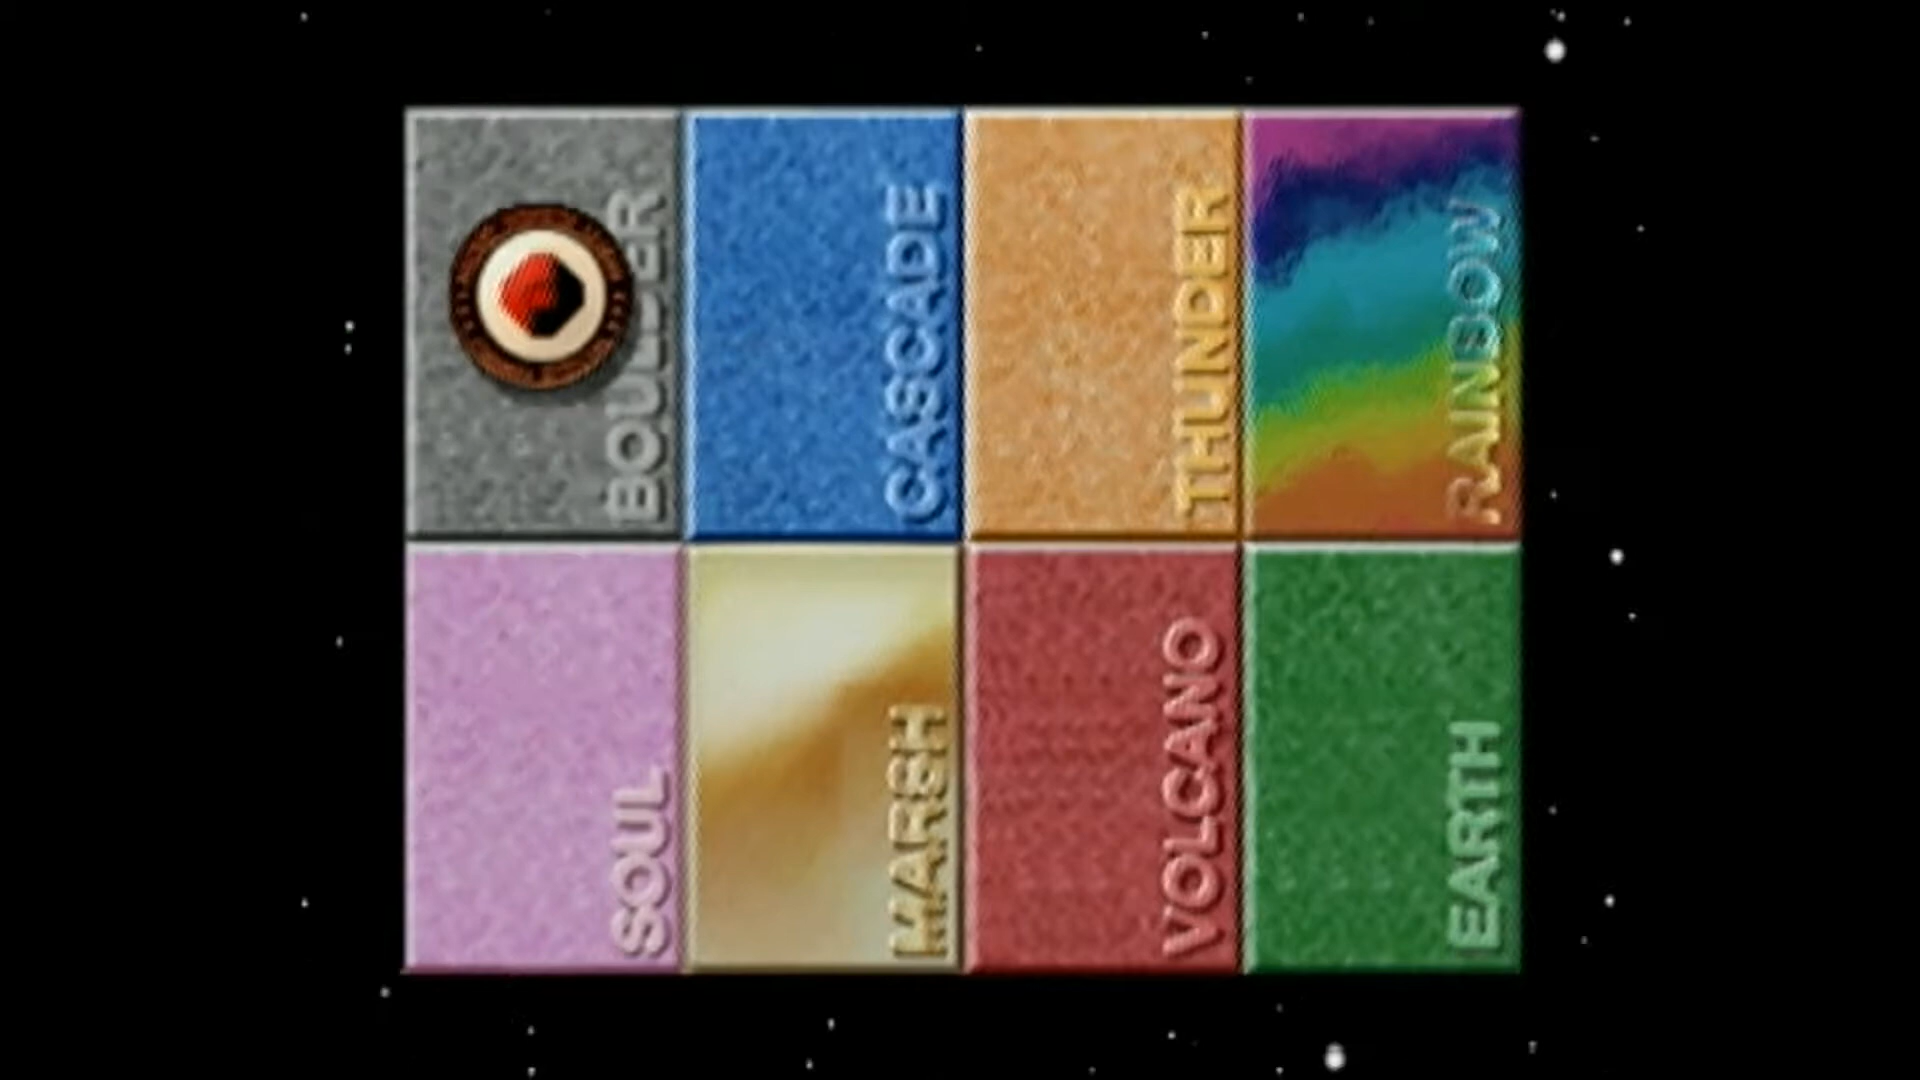 BOULDER
CASCADE
THUNDER
RAINBOW
SOUL
MARSH
VOLCANO
EARTH